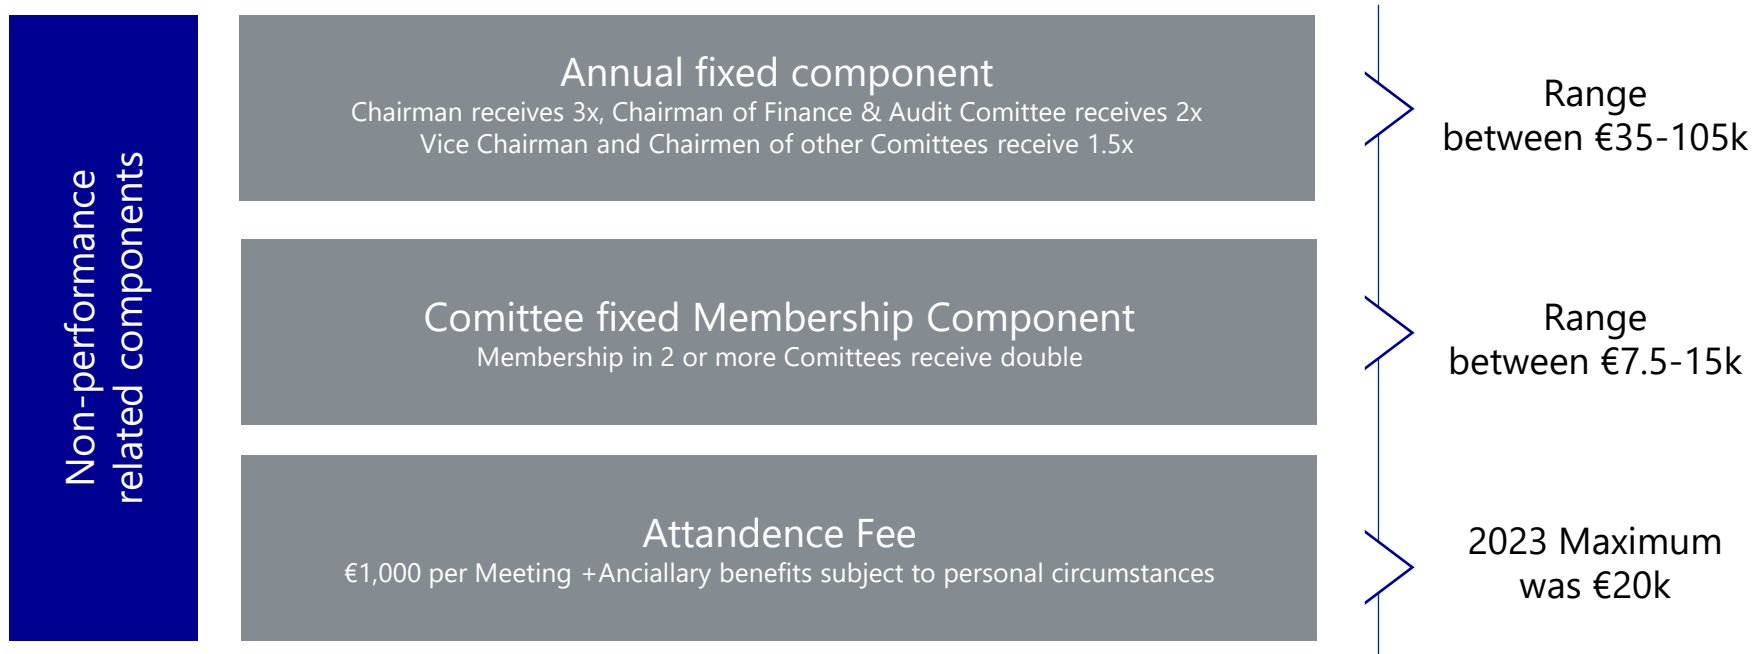 Non-performance
related components
Annual fixed component
Chairman receives 3x, Chairman of Finance & Audit Comittee receives 2x
Vice Chairman and Chairmen of other Comittees receive 1.5x
Range
between €35-105k
Comittee fixed Membership Component
Membership in 2 or more Comittees receive double
Range
between €7.5-15k
Attandence Fee
€1,000 per Meeting +Anciallary benefits subject to personal circumstances
2023 Maximum
was €20k